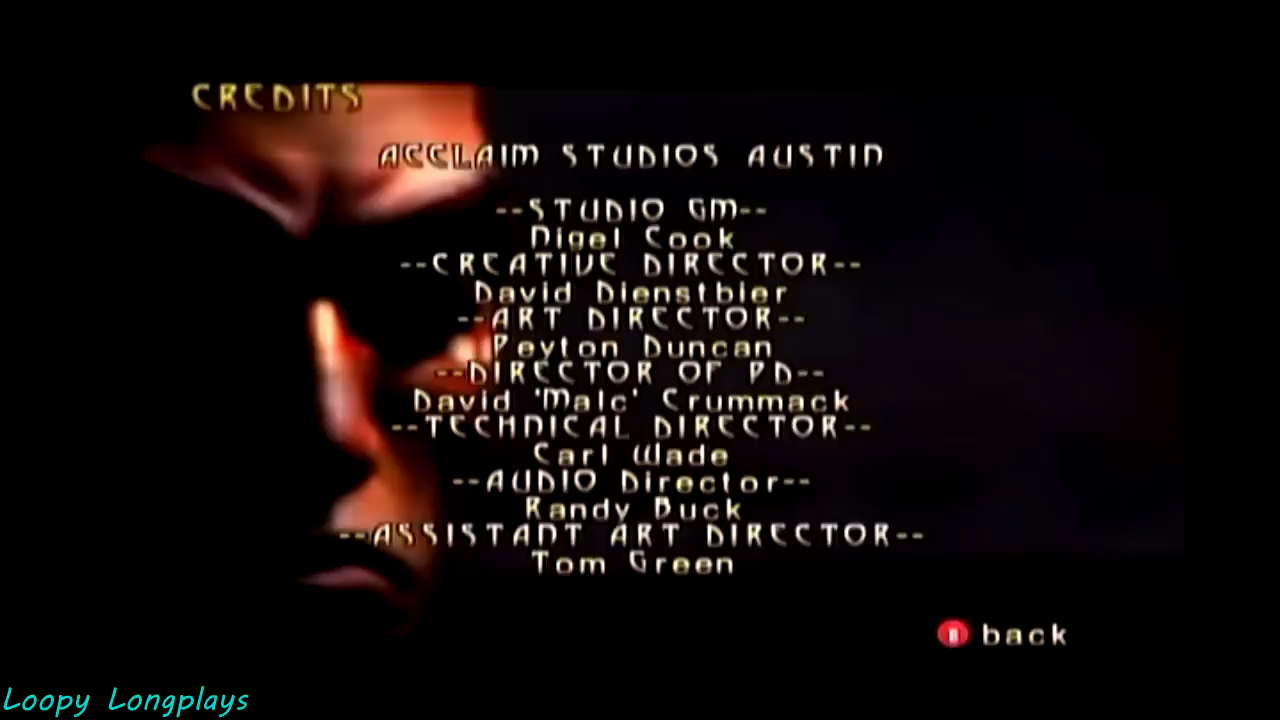 CREDITS
ACCLAIM STUDIOS AUSTIN
--STUDIO GM--
Nigel Cook
--CREATIVE DIRECTOR--
David Dienstbier
--ART DIRECTOR--
Peyton Duncan
--DIRECTOR OF PD--
David 'Malc' Crummack
--TECHNICAL DIRECTOR--
Carl Wade
--AUDIO Director--
Randy Buck
--ASSISTANT ART DIRECTOR--
Tom Green
B back
Loopy Longplays